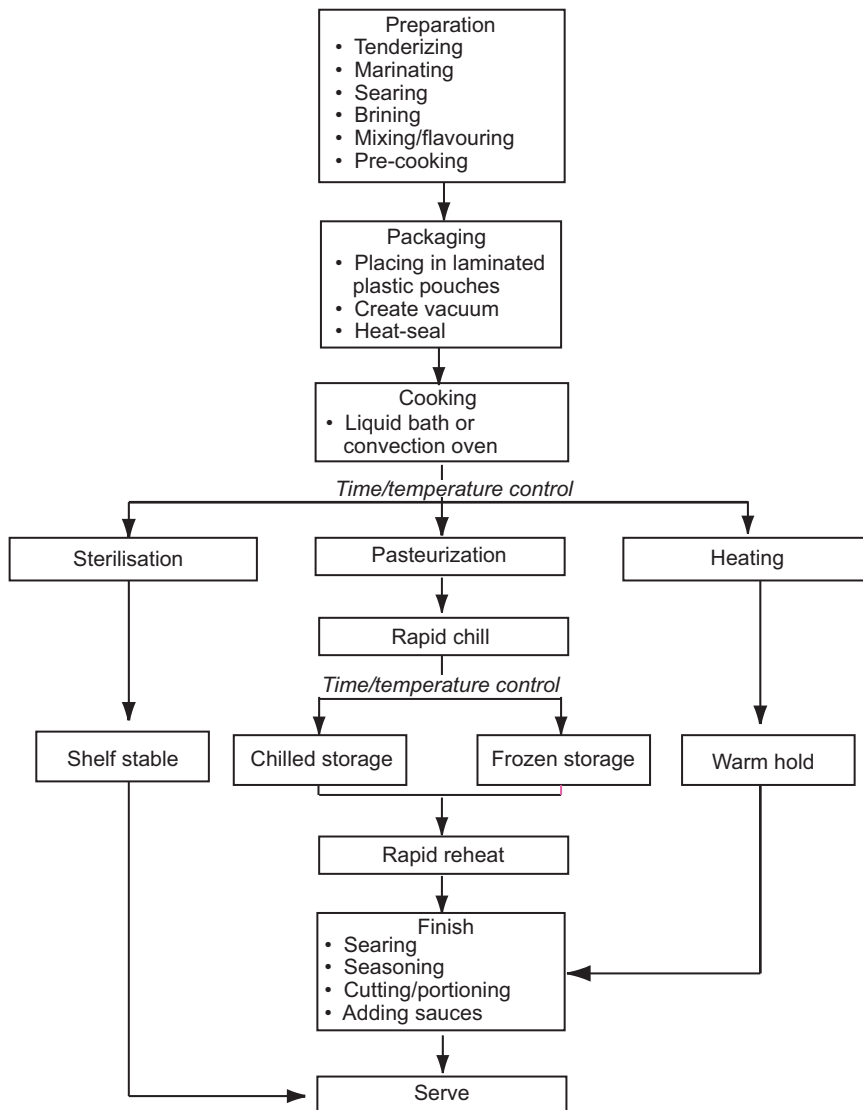 Preparation
• Tenderizing
• Marinating
• Searing
• Brining
• Mixing/flavouring
• Pre-cooking
Packaging
• Placing in laminated
plastic pouches
• Create vacuum
• Heat-seal
Cooking
• Liquid bath or
convection oven
Time/temperature control
Sterilisation
Pasteurization
Heating
Rapid chill
Time/temperature control
Shelf stable
Chilled storage
Frozen storage
Warm hold
Rapid reheat
Finish
• Searing
• Seasoning
• Cutting/portioning
• Adding sauces
Serve